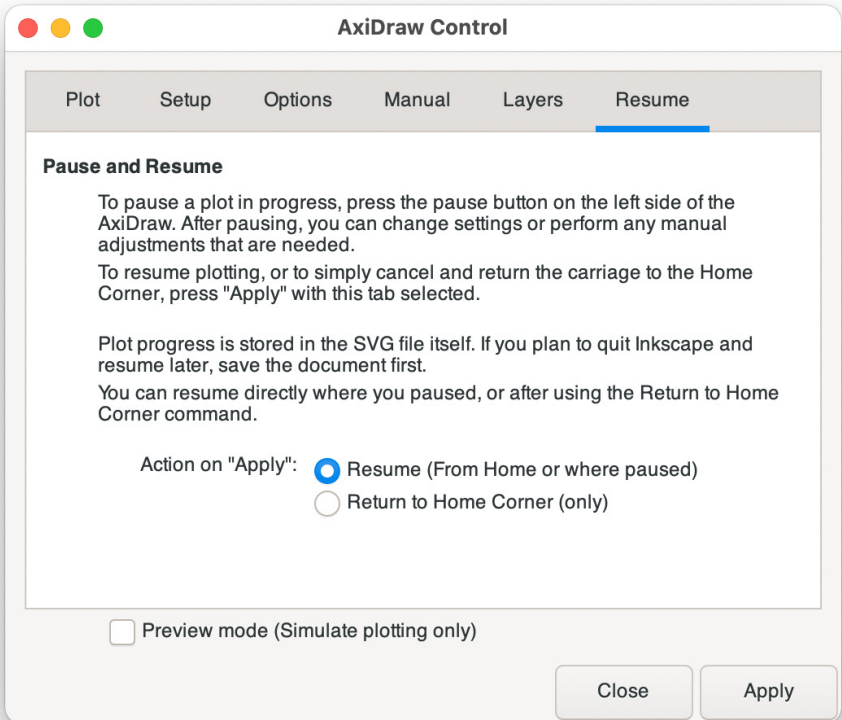 AxiDraw Control
Plot Setup Options Manual Layers Resume
Pause and Resume
To pause a plot in progress, press the pause button on the left side of the
AxiDraw. After pausing, you can change settings or perform any manual
adjustments that are needed.
To resume plotting, or to simply cancel and return the carriage to the Home
Corner, press "Apply" with this tab selected.
Plot progress is stored in the SVG file itself. If you plan to quit Inkscape and
resume later, save the document first.
You can resume directly where you paused, or after using the Return to Home
Corner command.
Action on "Apply": Resume (From Home or where paused)
Return to Home Corner (only)
Preview mode (Simulate plotting only)
Close Apply